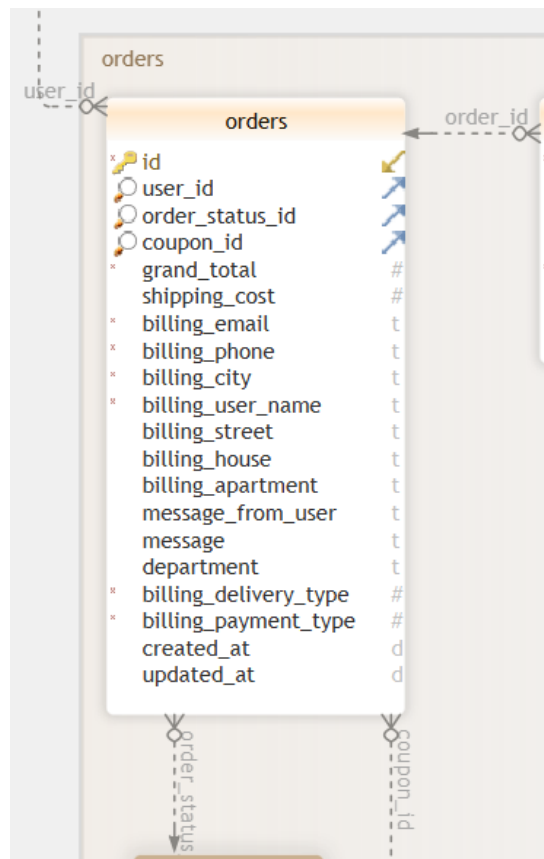 orders
user_id
orders
order_id
* id
user_id
order_status_id
coupon_id
* grand_total #
shipping_cost #
* billing_email t
* billing_phone t
* billing_city t
* billing_user_name t
billing_street t
billing_house t
billing_apartment t
message_from_user t
message t
department t
* billing_delivery_type #
* billing_payment_type #
created_at d
updated_at d
order_status
coupon_id